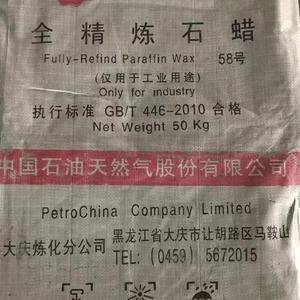 全精炼石蜡
Fully-Refind Paraffin Wax 58号
(仅用于工业用途)
Only for industry
执行标准 GB/T 446-2010 合格
Net Weight 50 Kg
中国石油天然气股份有限公司
PetroChina Company Limited
大庆炼化分公司 黑龙江省大庆市让胡路区马鞍山
TEL: (0459) 5672015